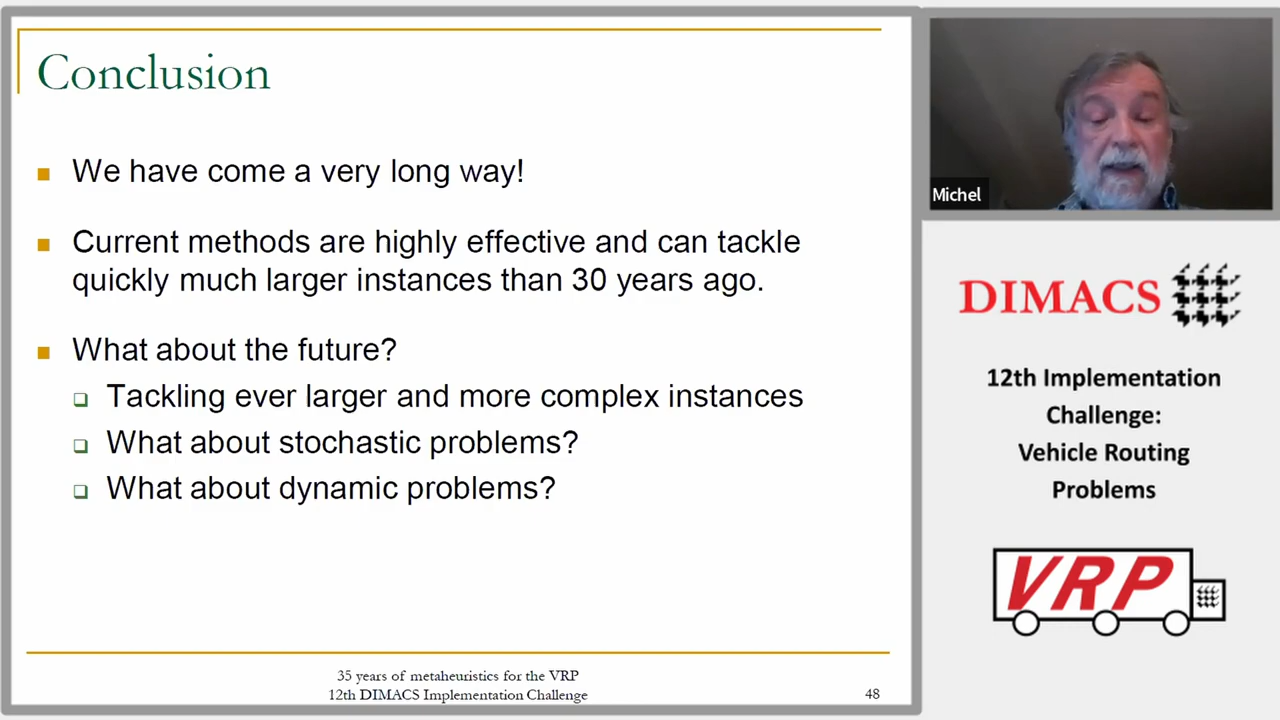 Conclusion
We have come a very long way!
Current methods are highly effective and can tackle
quickly much larger instances than 30 years ago.
What about the future?
Tackling ever larger and more complex instances
What about stochastic problems?
What about dynamic problems?
35 years of metaheuristics for the VRP
12th DIMACS Implementation Challenge
48
Michel
DIMACS
12th Implementation
Challenge:
Vehicle Routing
Problems
VRP